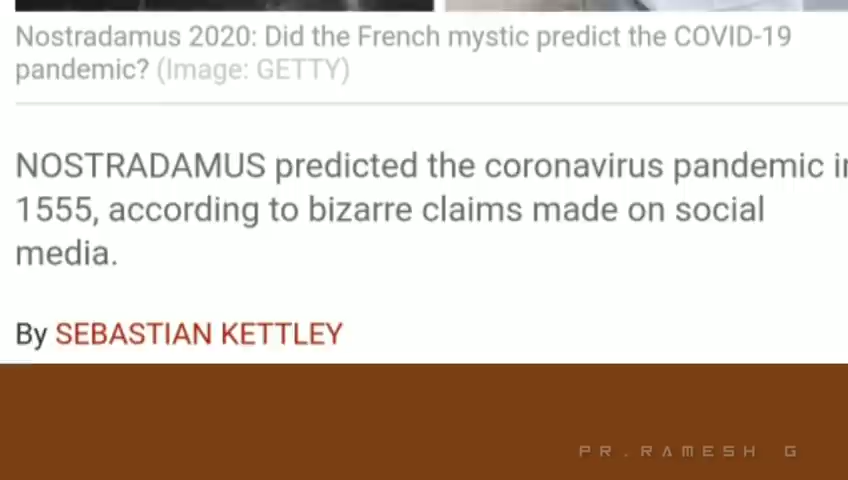 Nostradamus 2020: Did the French mystic predict the COVID-19
pandemic? (Image: GETTY)
NOSTRADAMUS predicted the coronavirus pandemic in
1555, according to bizarre claims made on social
media.
By SEBASTIAN KETTLEY
PR.RAMESH G